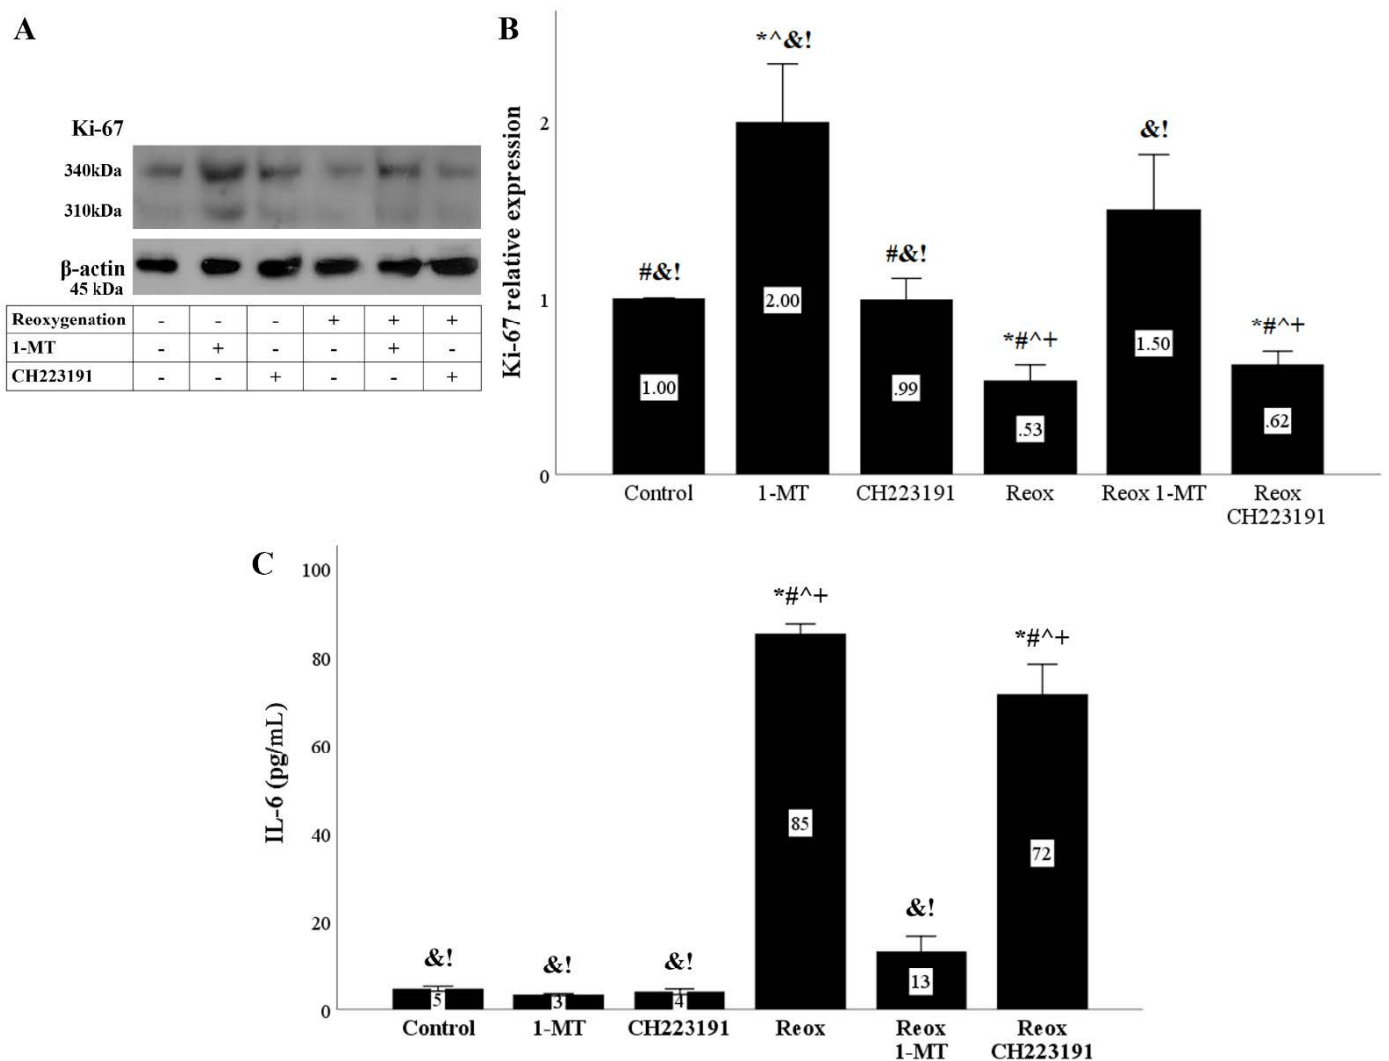 A
Ki-67
340kDa
310kDa
β-actin
45 kDa
Reoxygenation - - - + + +
1-MT - + - - + -
CH223191 - - + - - +
B
Ki-67 relative expression
2
1
0
#&!
*^&!
#&!
*#^+
&!
*#^+
1.00
2.00
.99
.53
1.50
.62
Control 1-MT CH223191 Reox Reox 1-MT Reox
CH223191
C
IL-6 (pg/mL)
100
80
60
40
20
0
&!
&!
&!
*#^+
&!
*#^+
5
3
4
85
13
72
Control 1-MT CH223191 Reox Reox Reox
1-MT CH223191